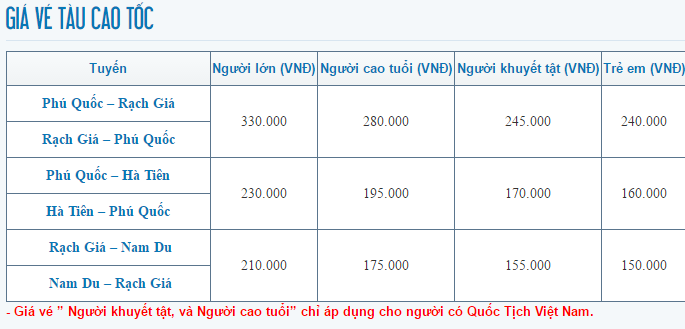 GIÁ VÉ TÀU CAO TỐC
Tuyến Người lớn (VNĐ) Người cao tuổi (VNĐ) Người khuyết tật (VNĐ) Trẻ em (VNĐ)
Phú Quốc – Rạch Giá
330.000 280.000 245.000 240.000
Rạch Giá – Phú Quốc
Phú Quốc – Hà Tiên
230.000 195.000 170.000 160.000
Hà Tiên – Phú Quốc
Rạch Giá – Nam Du
210.000 175.000 155.000 150.000
Nam Du – Rạch Giá
- Giá vé ” Người khuyết tật, và Người cao tuổi” chỉ áp dụng cho người có Quốc Tịch Việt Nam.